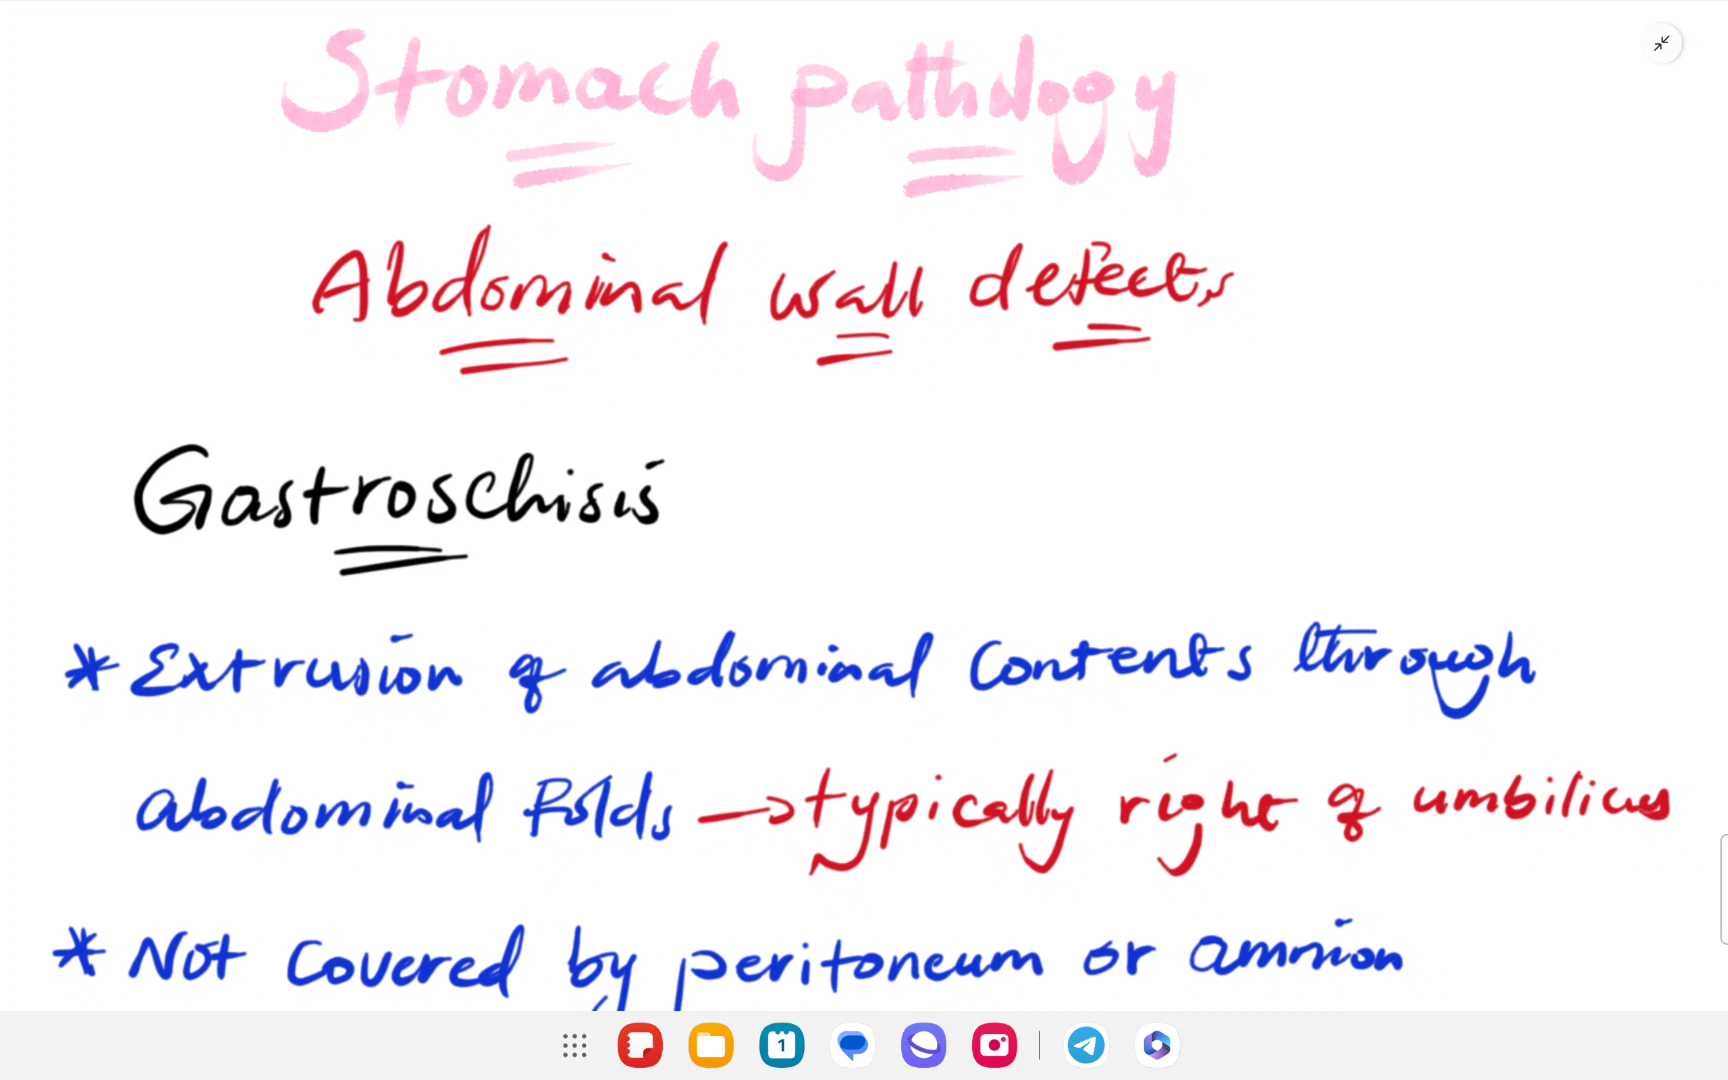 Stomach pathology
Abdominal wall defects
Gastroschisis
* Extrusion of abdominal contents through
abdominal folds → typically right of umbilicus
* Not covered by peritoneum or amnion
1